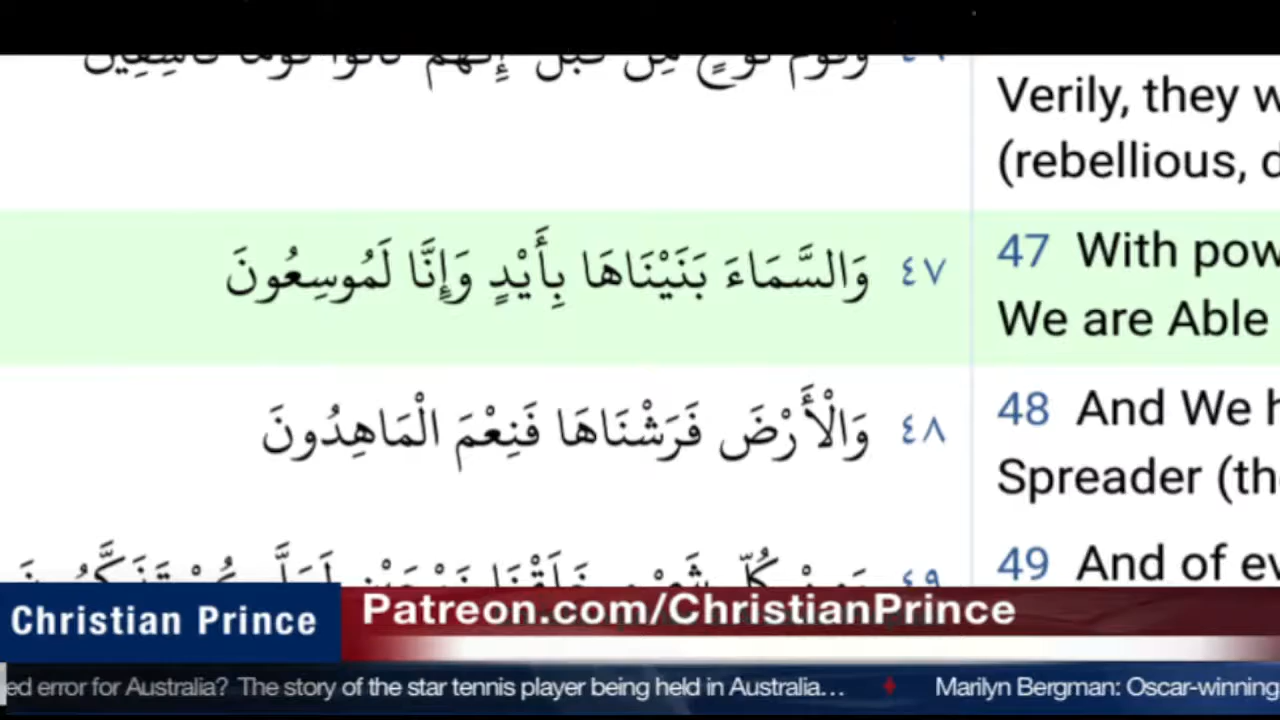 Verily, they w
(rebellious, d
٤٧ وَالسَّمَاءَ بَنَيْنَاهَا بِأَيْدٍ وَإِنَّا لَمُوسِعُونَ
47 With pow
We are Able
٤٨ وَالْأَرْضَ فَرَشْنَاهَا فَنِعْمَ الْمَاهِدُونَ
48 And We h
Spreader (th
٤٩
49 And of ev
Christian Prince
Patreon.com/ChristianPrince
ed error for Australia? The story of the star tennis player being held in Australia... Marilyn Bergman: Oscar-winning